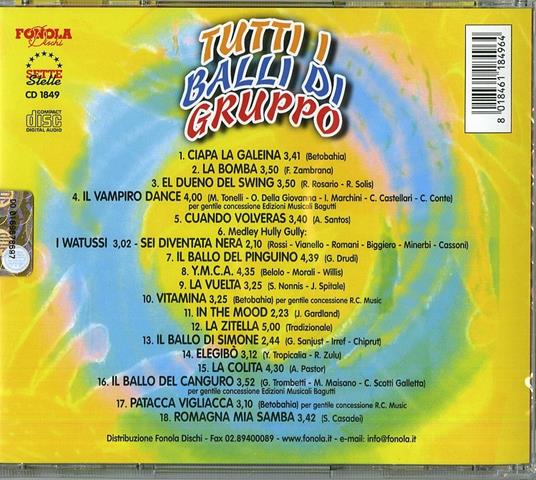 FONOLA
Dischi
SETTE
Stelle
CD 1849
COMPACT
disc
DIGITAL AUDIO
TUTTI I
BALLI DI
GRUPPO
8 018461 184964
1. CIAPA LA GALEINA 3,41 (Betobahia)
2. LA BOMBA 3,50 (F. Zambrana)
3. EL DUENO DEL SWING 3,50 (R. Rosario - R. Solis)
4. IL VAMPIRO DANCE 4,00 (M. Tonelli - O. Della Giovanna - I. Marchini - C. Castellari - C. Conte)
per gentile concessione Edizioni Musicali Bagutti
5. CUANDO VOLVERAS 3,40 (A. Santos)
6. Medley Hully Gully:
I WATUSSI 3,02 - SEI DIVENTATA NERA 2,10 (Rossi - Vianello - Romani - Biggiero - Minerbi - Cassoni)
7. IL BALLO DEL PINGUINO 4,39 (G. Drudi)
8. Y.M.C.A. 4,35 (Belolo - Morali - Willis)
9. LA VUELTA 3,25 (S. Nonnis - J. Spitale)
10. VITAMINA 3,25 (Betobahia) per gentile concessione R.C. Music
11. IN THE MOOD 2,23 (J. Gardland)
12. LA ZITELLA 5,00 (Tradizionale)
13. IL BALLO DI SIMONE 2,44 (G. Sanjust - Irref - Chiprut)
14. ELEGIBÒ 3,12 (Y. Tropicalia - R. Zulu)
15. LA COLITA 4,30 (A. Pastor)
16. IL BALLO DEL CANGURO 3,52 (G. Trombetti - M. Maisano - C. Scotti Galletta)
per gentile concessione Edizioni Musicali Bagutti
17. PATACCA VIGLIACCA 3,10 (Betobahia) per gentile concessione R.C. Music
18. ROMAGNA MIA SAMBA 3,42 (S. Casadei)
Distribuzione Fonola Dischi - Fax 02.89400089 - www.fonola.it - e-mail: info@fonola.it